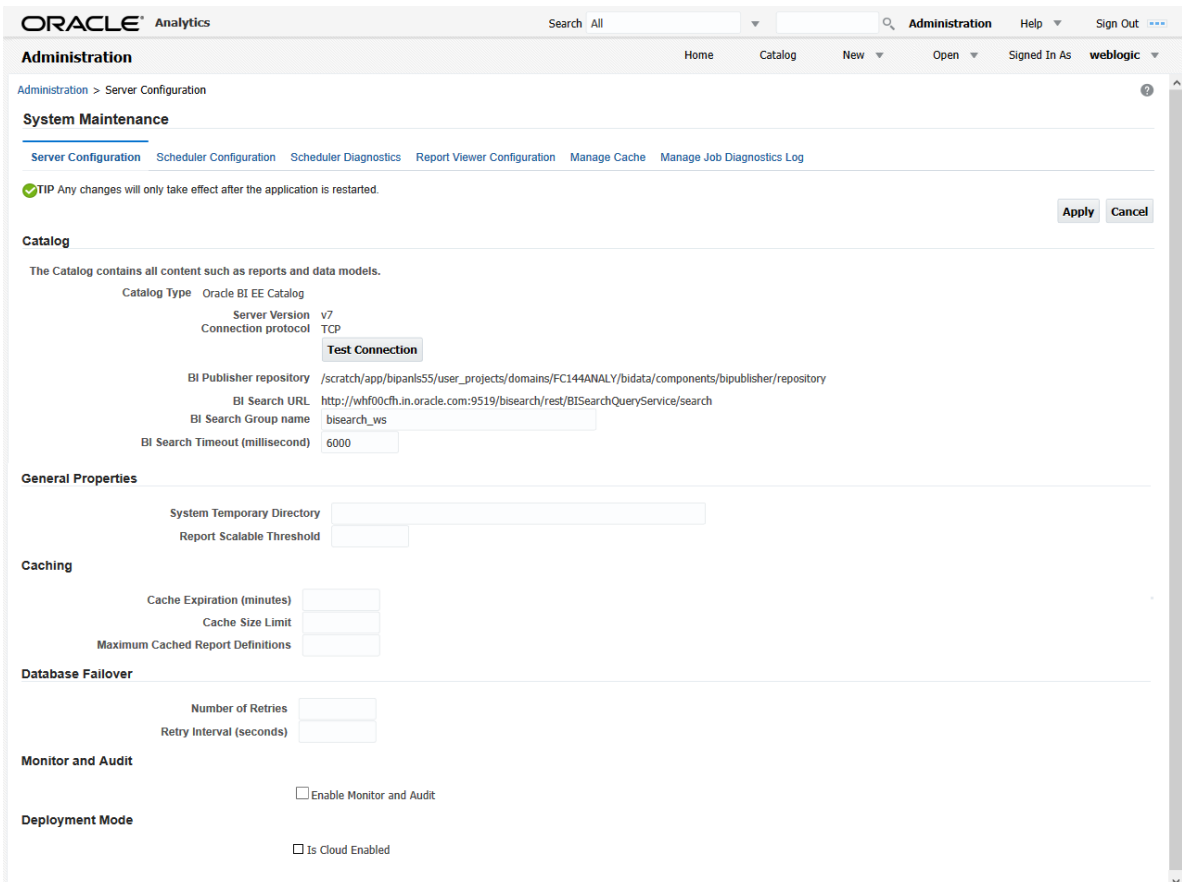 ORACLE® Analytics Search All Administration Help Sign Out
Administration Home Catalog New Open Signed In As weblogic
Administration > Server Configuration
System Maintenance
Server Configuration Scheduler Configuration Scheduler Diagnostics Report Viewer Configuration Manage Cache Manage Job Diagnostics Log
TIP Any changes will only take effect after the application is restarted.
Apply Cancel
Catalog
The Catalog contains all content such as reports and data models.
Catalog Type Oracle BI EE Catalog
Server Version v7
Connection protocol TCP
Test Connection
BI Publisher repository /scratch/app/bipanls55/user_projects/domains/FC144ANALY/bidata/components/bipublisher/repository
BI Search URL http://whf00cfh.in.oracle.com:9519/bisearch/rest/BISearchQueryService/search
BI Search Group name bisearch_ws
BI Search Timeout (millisecond) 6000
General Properties
System Temporary Directory
Report Scalable Threshold
Caching
Cache Expiration (minutes)
Cache Size Limit
Maximum Cached Report Definitions
Database Failover
Number of Retries
Retry Interval (seconds)
Monitor and Audit
Enable Monitor and Audit
Deployment Mode
Is Cloud Enabled